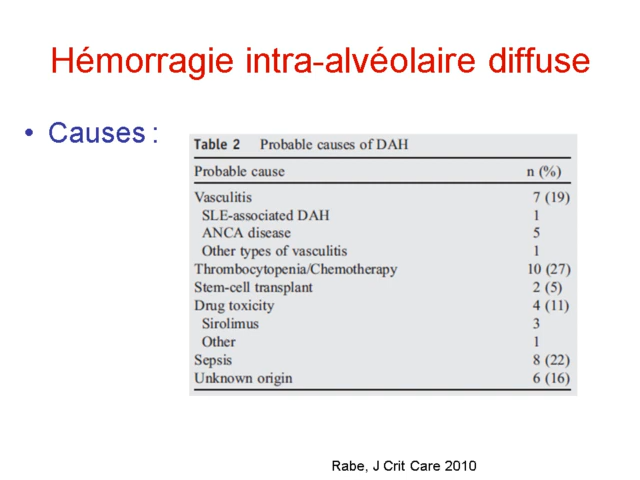 Hémorragie intra-alvéolaire diffuse
• Causes :
Table 2 Probable causes of DAH
Probable cause n (%)
Vasculitis 7 (19)
SLE-associated DAH 1
ANCA disease 5
Other types of vasculitis 1
Thrombocytopenia/Chemotherapy 10 (27)
Stem-cell transplant 2 (5)
Drug toxicity 4 (11)
Sirolimus 3
Other 1
Sepsis 8 (22)
Unknown origin 6 (16)
Rabe, J Crit Care 2010